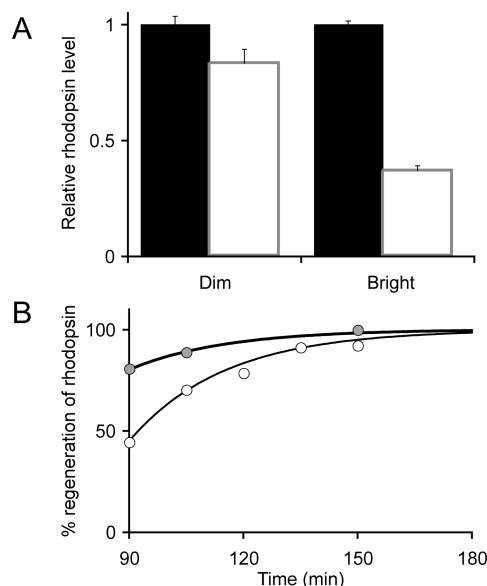 A
Relative rhodopsin level
1
0.5
0
Dim
Bright
B
% regeneration of rhodopsin
100
50
0
90
120
150
180
Time (min)